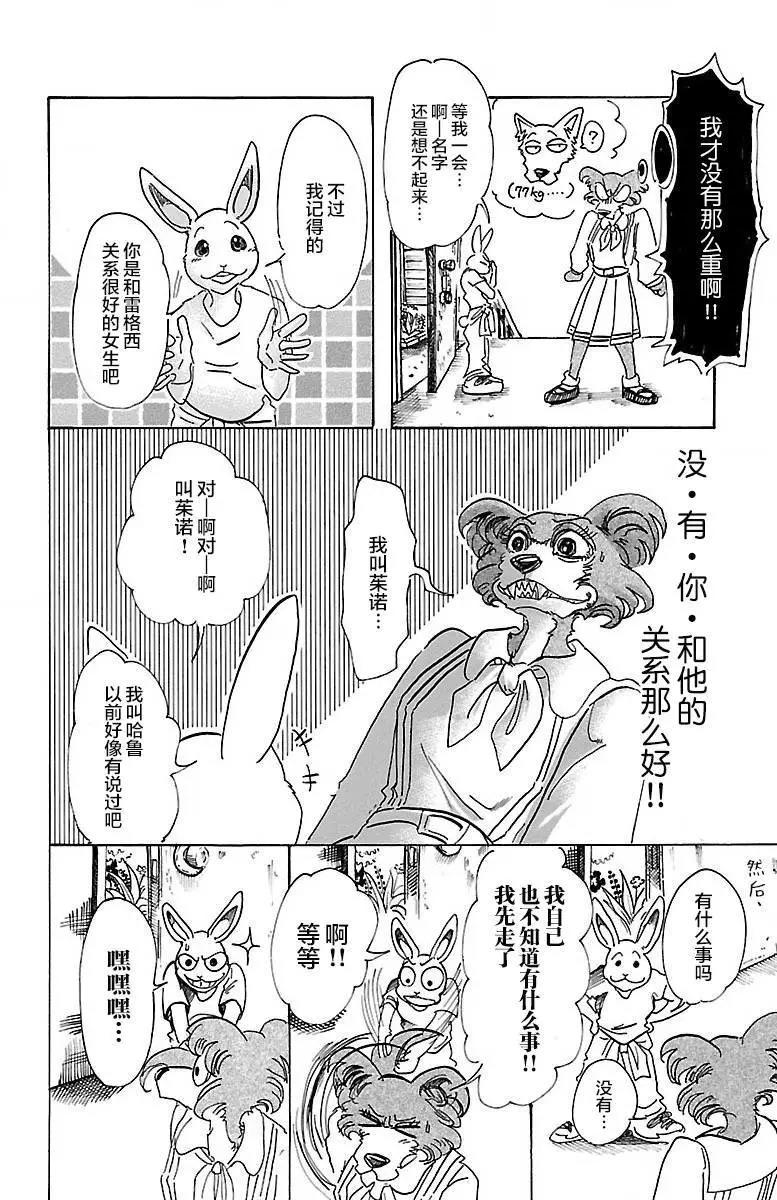 我才没有那么重啊!!
?
(77kg……)
等我一会…
啊—名字
还是想不起来…
不过
我记得的
你是和雷格西
关系很好的女生吧
没·有·你·和他的
关系那么好!!
我叫茱诺…
对—啊对—啊
叫茱诺!
我叫哈鲁
以前好像有说过吧
然后、
有什么事吗
没有…
我自己
也不知道有什么事!!
我先走了
啊!!
等等
嘿嘿嘿…